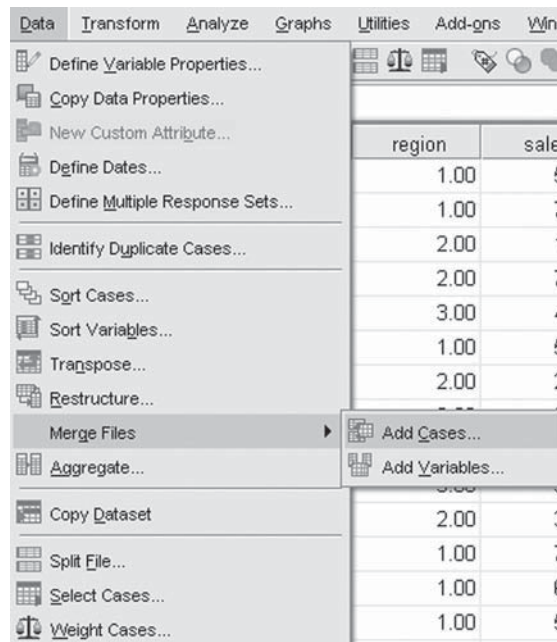 Data Transform Analyze Graphs Utilities Add-ons Win
Define Variable Properties...
Copy Data Properties...
New Custom Attribute...
Define Dates...
Define Multiple Response Sets...
Identify Duplicate Cases...
Sort Cases...
Sort Variables...
Transpose...
Restructure...
Merge Files
Aggregate...
Copy Dataset
Split File...
Select Cases...
Weight Cases...
Add Cases...
Add Variables...
region sale
1.00
1.00
2.00
2.00
3.00
1.00
2.00
2.00
1.00
1.00
1.00